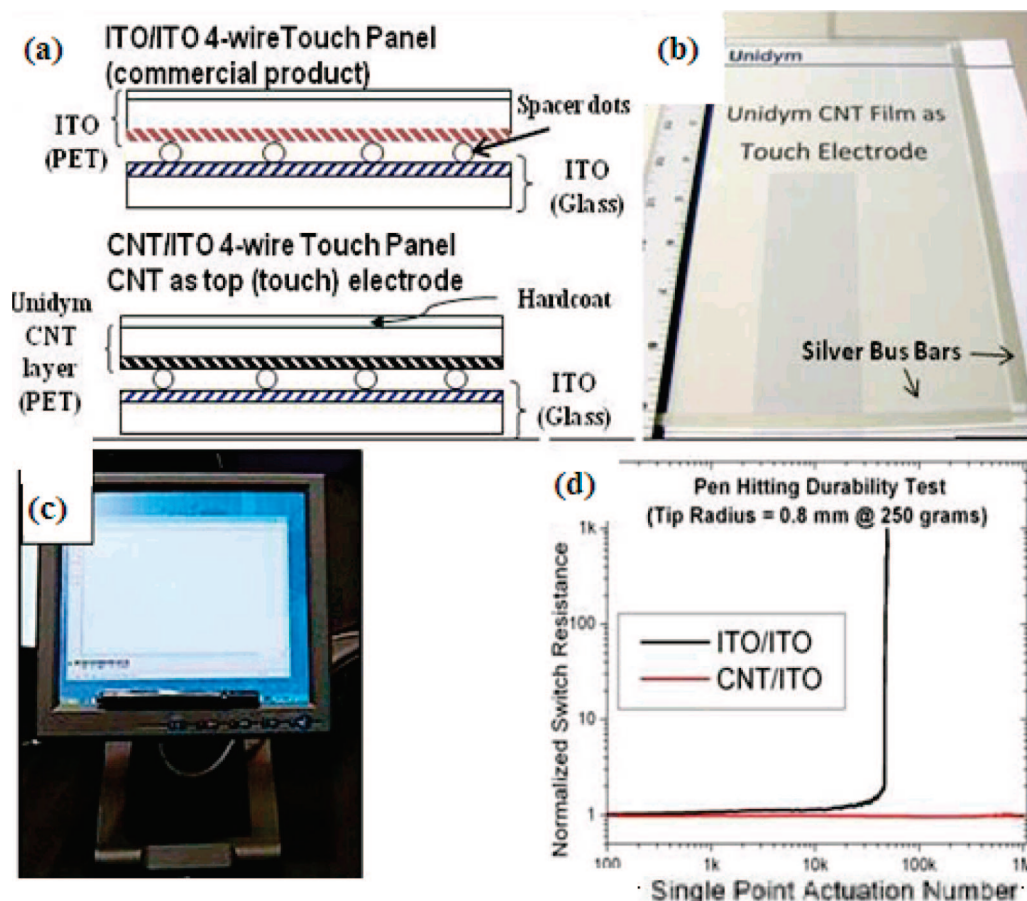 (a)
ITO/ITO 4-wire Touch Panel
(commercial product)
ITO
(PET)
Spacer dots
ITO
(Glass)
CNT/ITO 4-wire Touch Panel
CNT as top (touch) electrode
Unidym
CNT
layer
(PET)
Hardcoat
ITO
(Glass)
(b)
Unidym
Unidym CNT Film as
Touch Electrode
Silver Bus Bars
(c)
(d)
Pen Hitting Durability Test
(Tip Radius = 0.8 mm @ 250 grams)
Normalized Switch Resistance
1k
100
10
1
ITO/ITO
CNT/ITO
100
1k
10k
100k
1M
Single Point Actuation Number